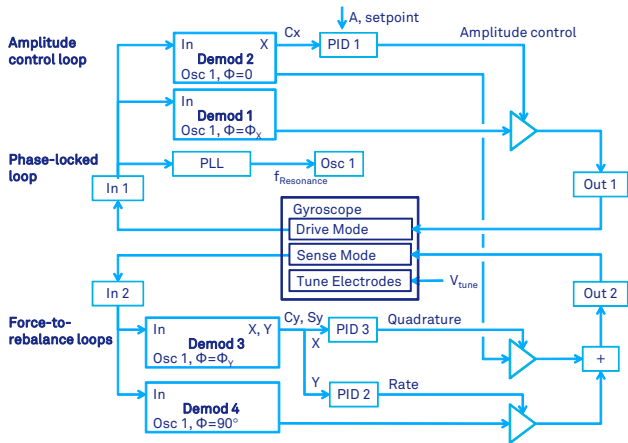 A, setpoint
Amplitude control loop
In X
Demod 2
Osc 1, Φ=0
Cx
PID 1
Amplitude control
In
Demod 1
Osc 1, Φ=ΦX
Phase-locked loop
PLL
fResonance
Osc 1
In 1
Out 1
Gyroscope
Drive Mode
Sense Mode
Tune Electrodes
Vtune
In 2
Out 2
Force-to-rebalance loops
In X, Y
Demod 3
Osc 1, Φ=ΦY
Cy, Sy
X
PID 3
Quadrature
+
Y
PID 2
Rate
In
Demod 4
Osc 1, Φ=90°